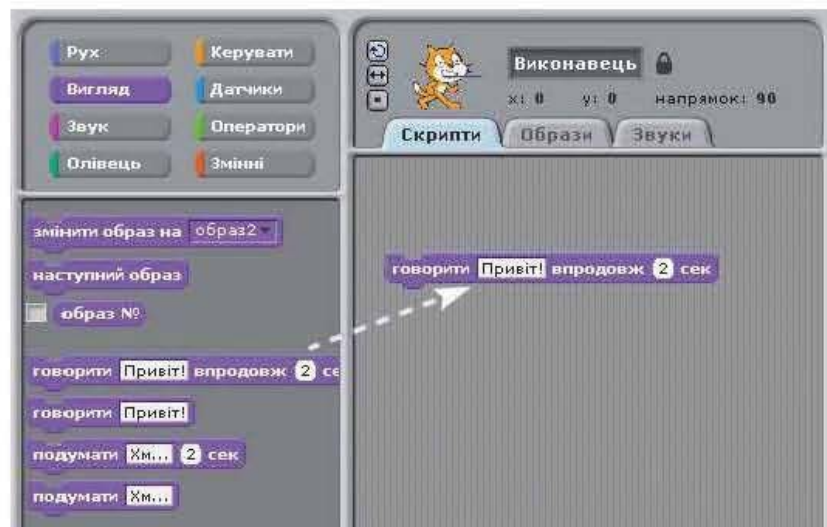 Рух
Керувати
Вигляд
Датчики
Звук
Оператори
Олівець
Змінні
змінити образ на образ2
наступний образ
образ №
говорити Привіт! впродовж 2 се
говорити Привіт!
подумати Хм... 2 сек
подумати Хм...
Виконавець
x: 0 y: 0 напрямок: 90
Скрипти Образи Звуки
говорити Привіт! впродовж 2 сек